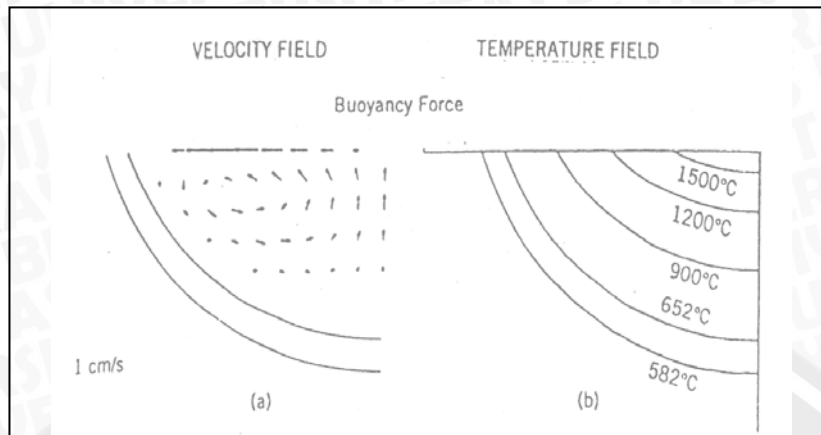 VELOCITY FIELD
TEMPERATURE FIELD
Buoyancy Force
1500°C
1200°C
900°C
652°C
582°C
1 cm/s
(a)
(b)